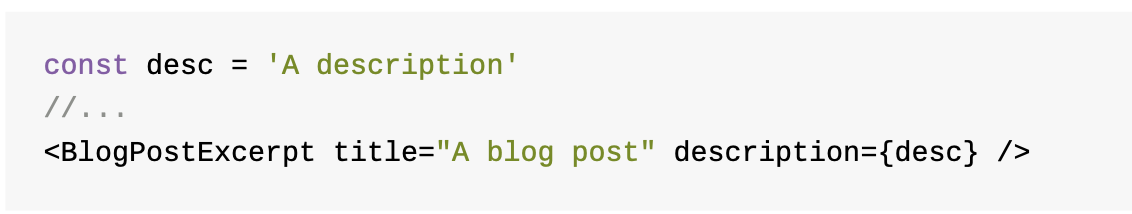 const desc = 'A description'
//...
<BlogPostExcerpt title="A blog post" description={desc} />